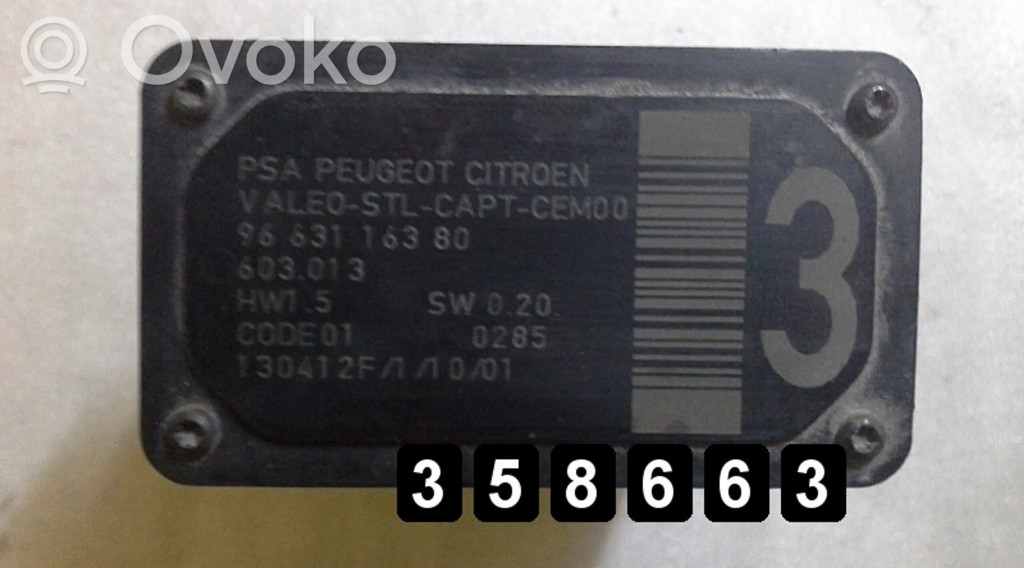 Ovoko
PSA PEUGEOT CITROEN
VALEO-STL-CAPT-CEM00
96 631 163 80
603.013
HW1.5 SW 0.20
CODE01 0285
130412F/1/10/01
3
358663